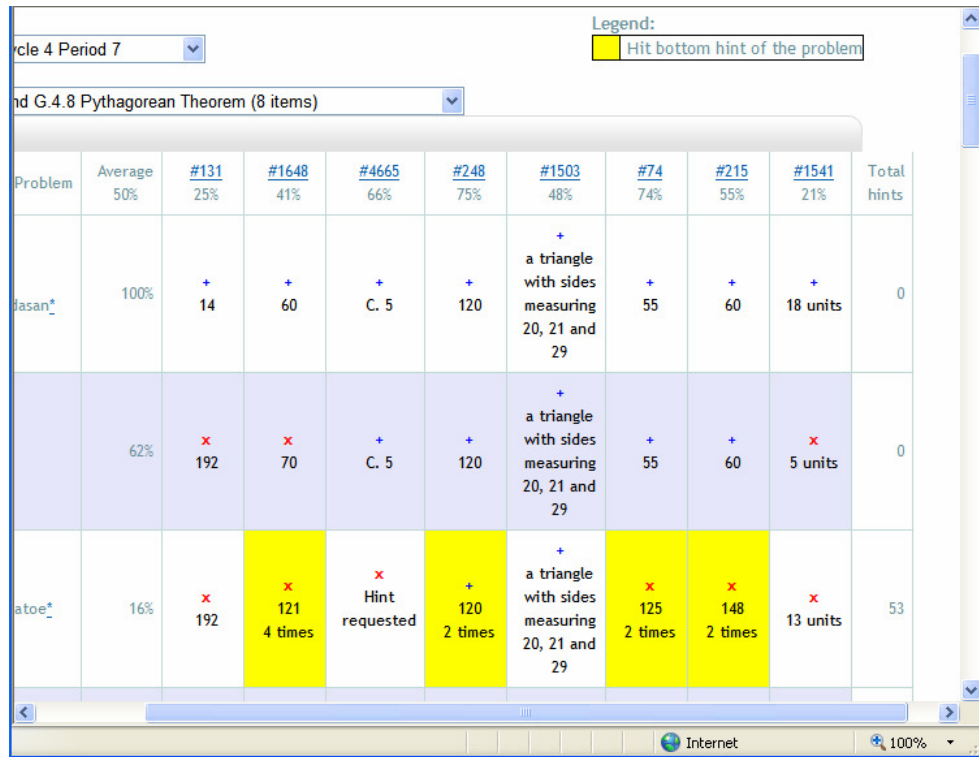 Legend:
Hit bottom hint of the problem
ycle 4 Period 7
nd G.4.8 Pythagorean Theorem (8 items)
Problem Average #131 #1648 #4665 #248 #1503 #74 #215 #1541 Total hints
50% 25% 41% 66% 75% 48% 74% 55% 21%
dasan* 100% + 14 + 60 + C. 5 + 120 + a triangle with sides measuring 20, 21 and 29 + 55 + 60 + 18 units 0
62% x 192 x 70 + C. 5 + 120 + a triangle with sides measuring 20, 21 and 29 + 55 + 60 x 5 units 0
atoe* 16% x 192 x 121 4 times x Hint requested + 120 2 times + a triangle with sides measuring 20, 21 and 29 x 125 2 times x 148 2 times x 13 units 53
Internet 100%